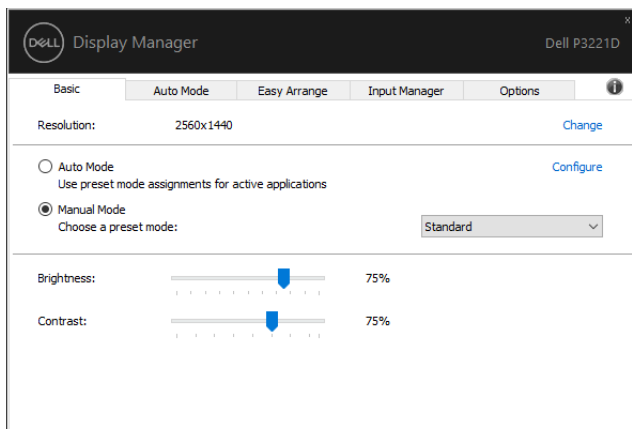 DELL Display Manager Dell P3221D
x
Basic Auto Mode Easy Arrange Input Manager Options i
Resolution: 2560x1440 Change
Auto Mode Configure
Use preset mode assignments for active applications
Manual Mode
Choose a preset mode: Standard
Brightness: 75%
Contrast: 75%